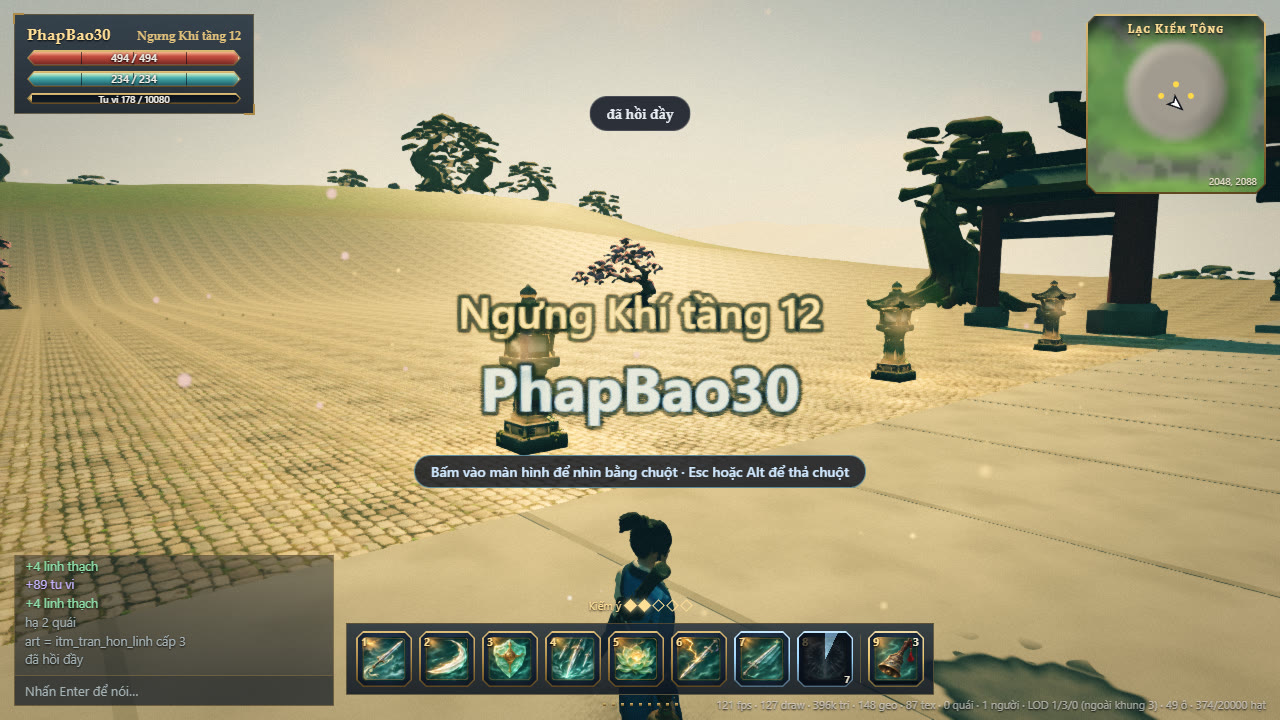 PhapBao30 Ngưng Khí tầng 12
494 / 494
234 / 234
Tu vi 178 / 10080
đã hồi đầy
Lạc Kiếm Tông
2048, 2088
Ngưng Khí tầng 12
PhapBao30
Bấm vào màn hình để nhìn bằng chuột · Esc hoặc Alt để thả chuột
+4 linh thạch
+89 tu vi
+4 linh thạch
hạ 2 quái
art = itm_tran_hon_linh cấp 3
đã hồi đầy
Nhấn Enter để nói...
Kiếm ý
1 2 3 4 5 6 7 8 7 9 3
121 fps · 127 draw · 396k tri · 148 geo · 87 tex · 0 quái · 1 người · LOD 1/3/0 (ngoài khung 3) · 49 ô · 374/20000 hạt